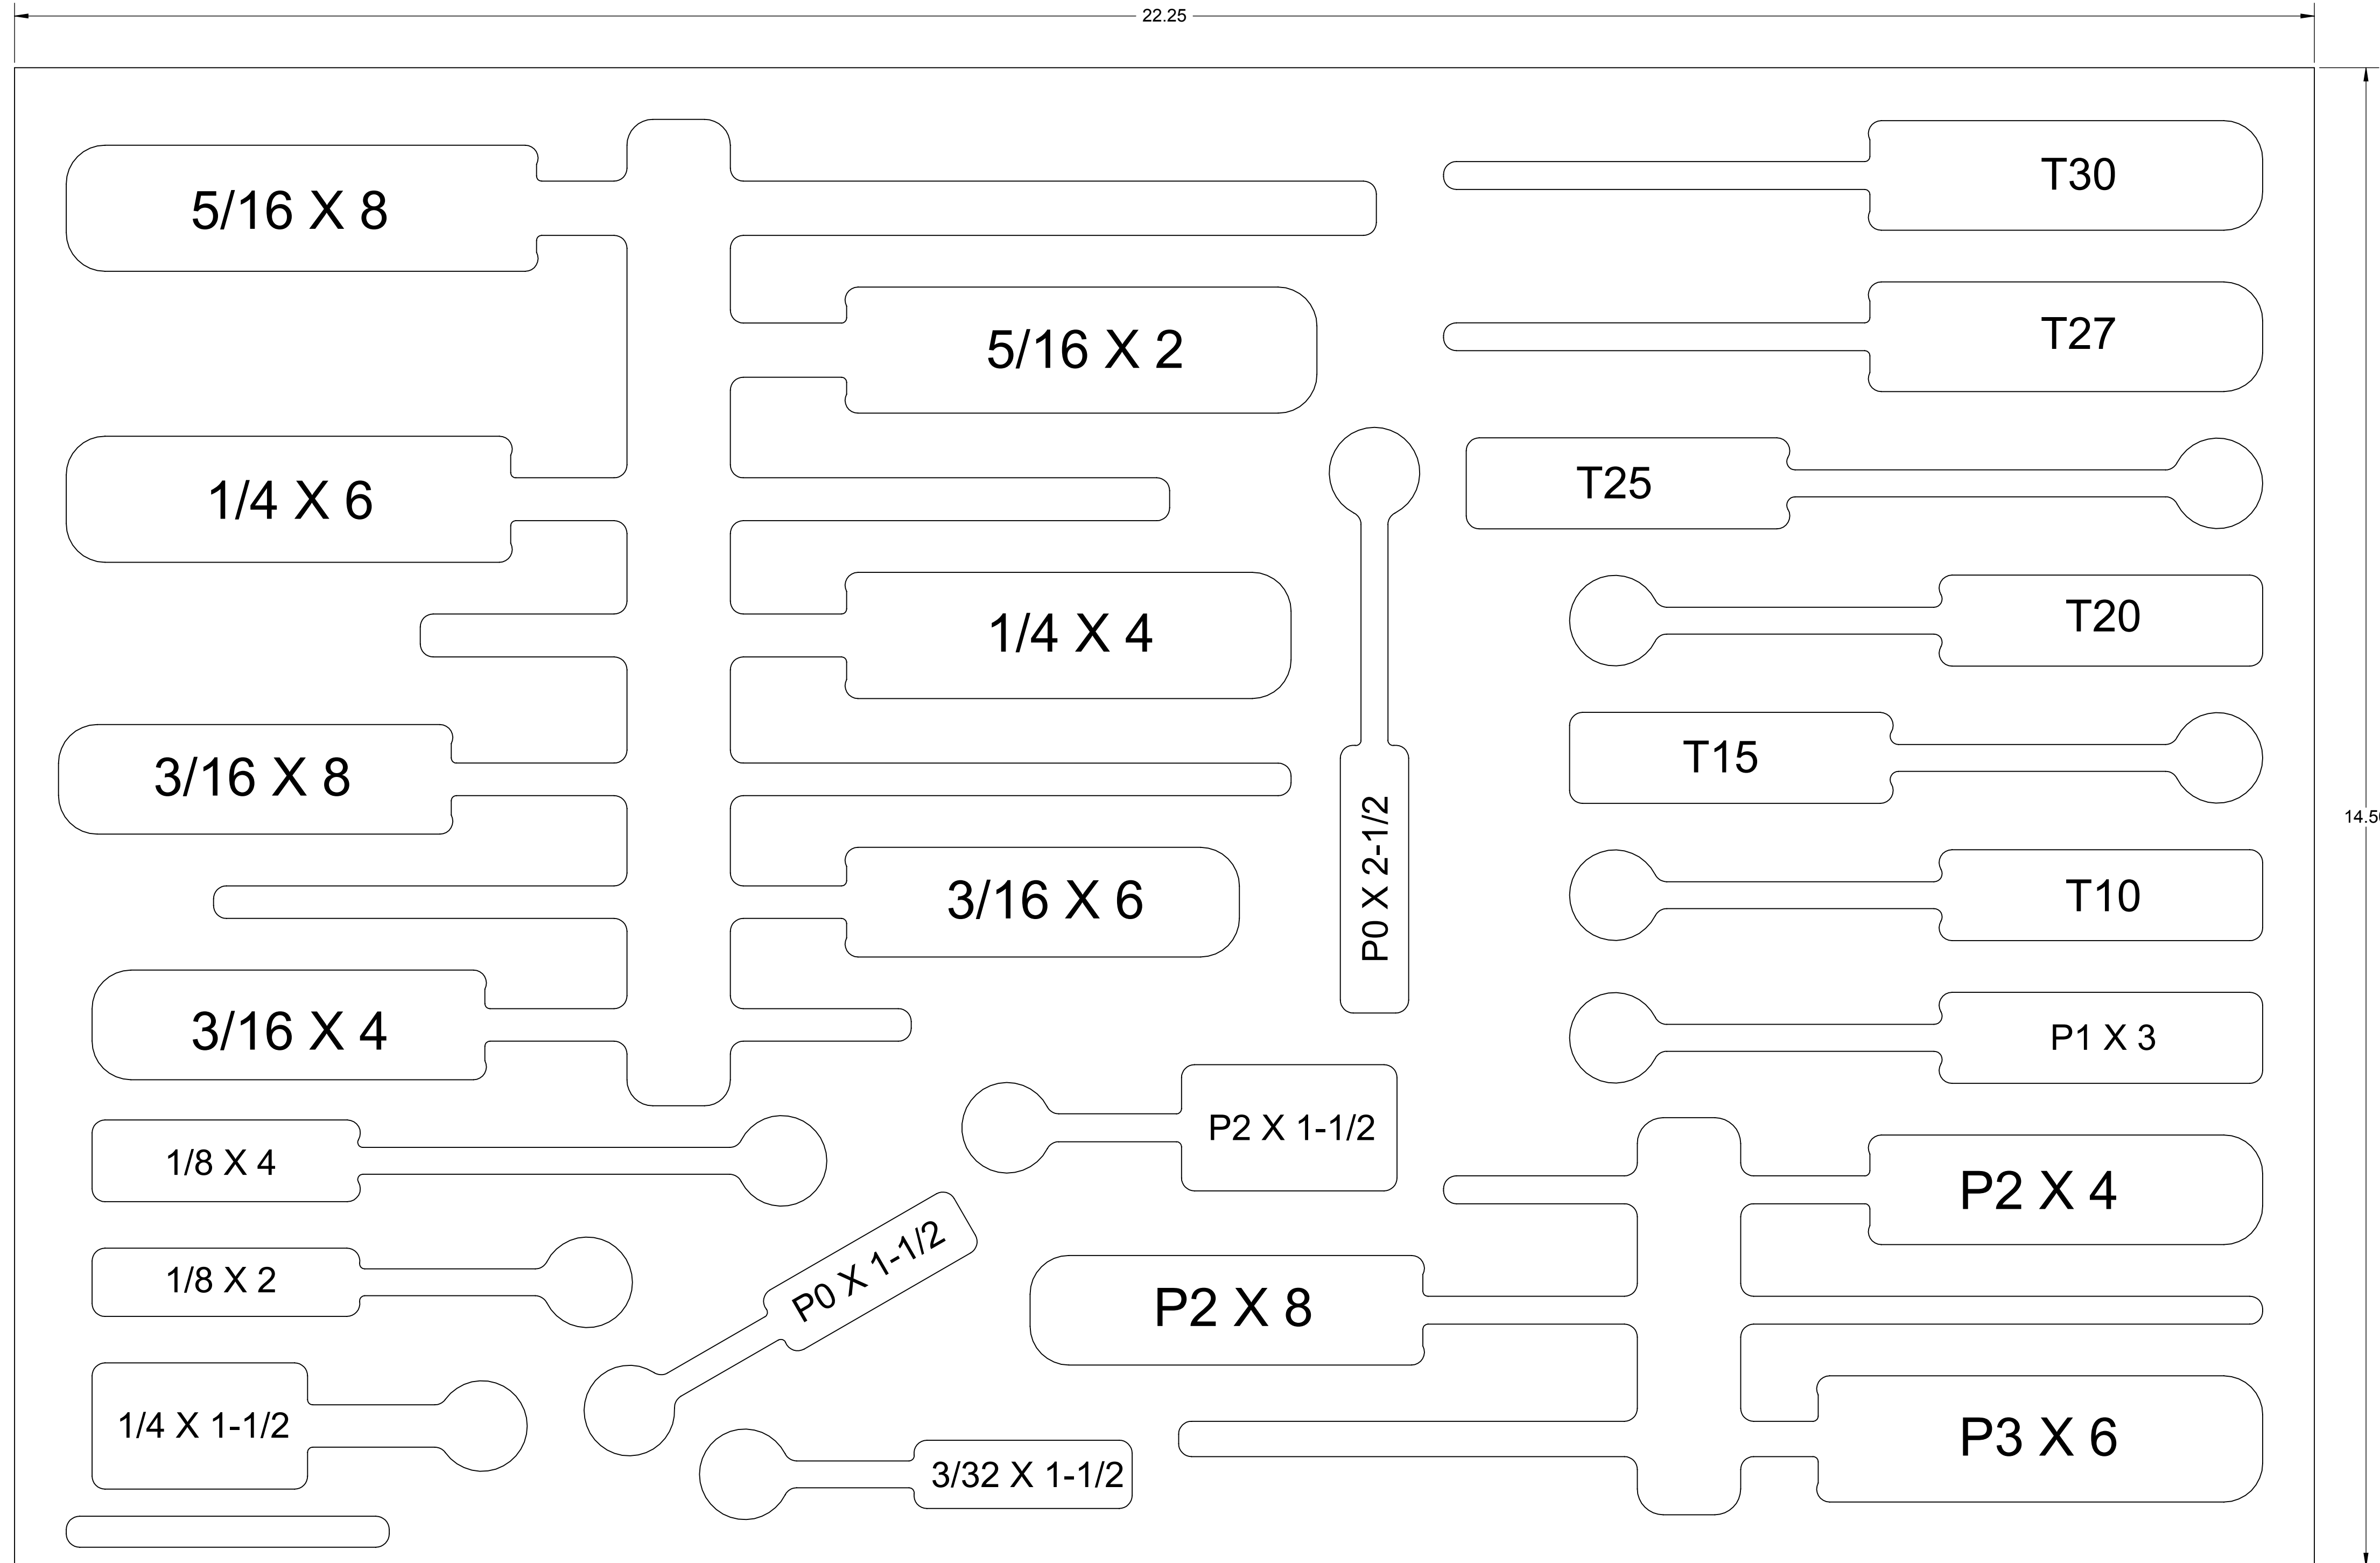 22.25
5/16 X 8
T30
T27
5/16 X 2
1/4 X 6
T25
T20
1/4 X 4
T15
3/16 X 8
14.5
P0 X 2-1/2
3/16 X 6
T10
3/16 X 4
P1 X 3
P2 X 1-1/2
1/8 X 4
P2 X 4
1/8 X 2
P0 X 1-1/2
P2 X 8
1/4 X 1-1/2
3/32 X 1-1/2
P3 X 6